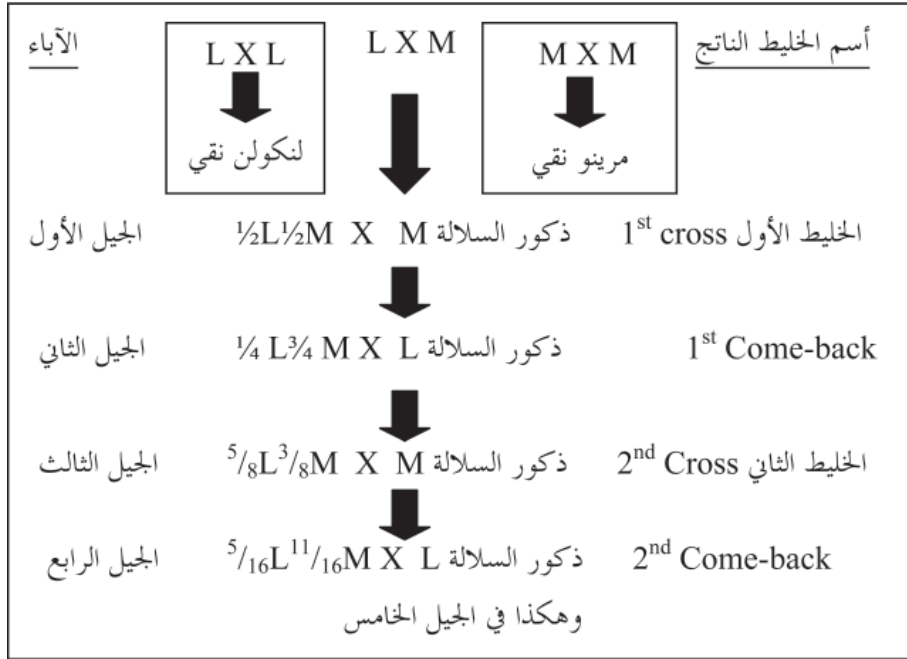 أسم الخليط الناتج M X M L X M L X L الآباء
مرينو نقي لنكولن نقي
الخليط الأول 1st cross ذكور السلالة ½L½M X M الجيل الأول
1st Come-back ذكور السلالة ¼ L¾ M X L الجيل الثاني
الخليط الثاني 2nd Cross ذكور السلالة 5/8L3/8M X M الجيل الثالث
2nd Come-back ذكور السلالة 5/16L11/16M X L الجيل الرابع
وهكذا في الجيل الخامس